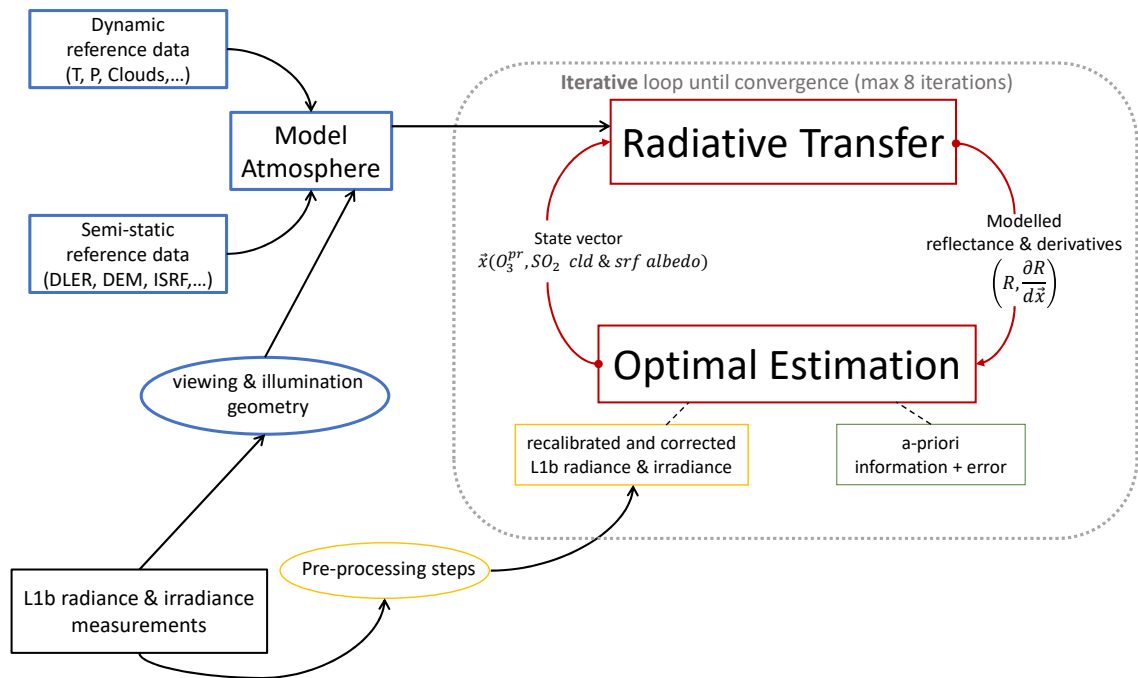 Dynamic
reference data
(T, P, Clouds,...)
Iterative loop until convergence (max 8 iterations)
Model
Atmosphere
Radiative Transfer
Semi-static
reference data
(DLER, DEM, ISRF,...)
State vector
x⃗(O₃ᵖʳ, SO₂ cld & srf albedo)
Modelled
reflectance & derivatives
(R, ∂R/dx⃗)
viewing & illumination
geometry
Optimal Estimation
recalibrated and corrected
L1b radiance & irradiance
a-priori
information + error
Pre-processing steps
L1b radiance & irradiance
measurements